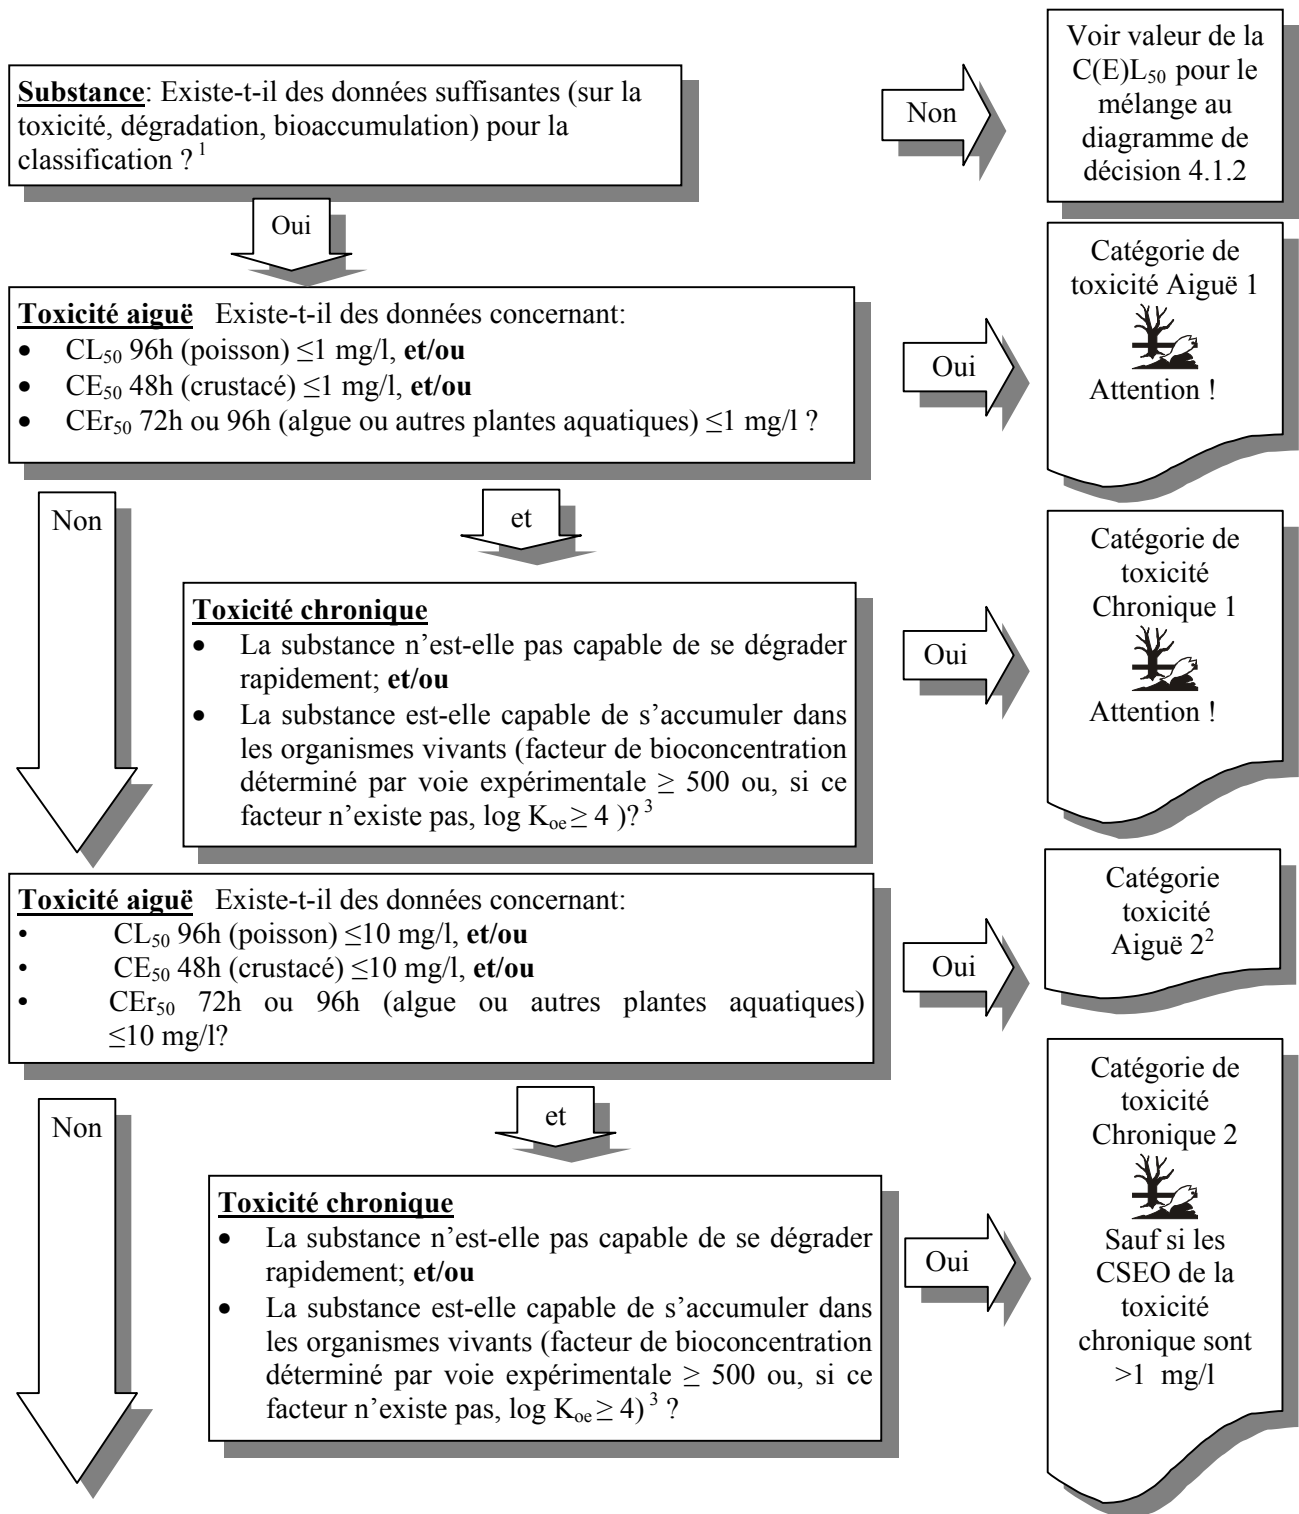 Substance: Existe-t-il des données suffisantes (sur la
toxicité, dégradation, bioaccumulation) pour la
classification ? 1
Non
Voir valeur de la
C(E)L50 pour le
mélange au
diagramme de
décision 4.1.2
Oui
Toxicité aiguë Existe-t-il des données concernant:
• CL50 96h (poisson) ≤1 mg/l, et/ou
• CE50 48h (crustacé) ≤1 mg/l, et/ou
• CEr50 72h ou 96h (algue ou autres plantes aquatiques) ≤1 mg/l ?
Oui
Catégorie de
toxicité Aiguë 1
Attention !
Non
et
Toxicité chronique
• La substance n’est-elle pas capable de se dégrader
rapidement; et/ou
• La substance est-elle capable de s’accumuler dans
les organismes vivants (facteur de bioconcentration
déterminé par voie expérimentale ≥ 500 ou, si ce
facteur n’existe pas, log Koe ≥ 4 )? 3
Oui
Catégorie de
toxicité
Chronique 1
Attention !
Toxicité aiguë Existe-t-il des données concernant:
• CL50 96h (poisson) ≤10 mg/l, et/ou
• CE50 48h (crustacé) ≤10 mg/l, et/ou
• CEr50 72h ou 96h (algue ou autres plantes aquatiques)
≤10 mg/l?
Oui
Catégorie
toxicité
Aiguë 2 2
Non
et
Toxicité chronique
• La substance n’est-elle pas capable de se dégrader
rapidement; et/ou
• La substance est-elle capable de s’accumuler dans
les organismes vivants (facteur de bioconcentration
déterminé par voie expérimentale ≥ 500 ou, si ce
facteur n’existe pas, log Koe ≥ 4) 3 ?
Oui
Catégorie de
toxicité
Chronique 2
Sauf si les
CSEO de la
toxicité
chronique sont
>1 mg/l